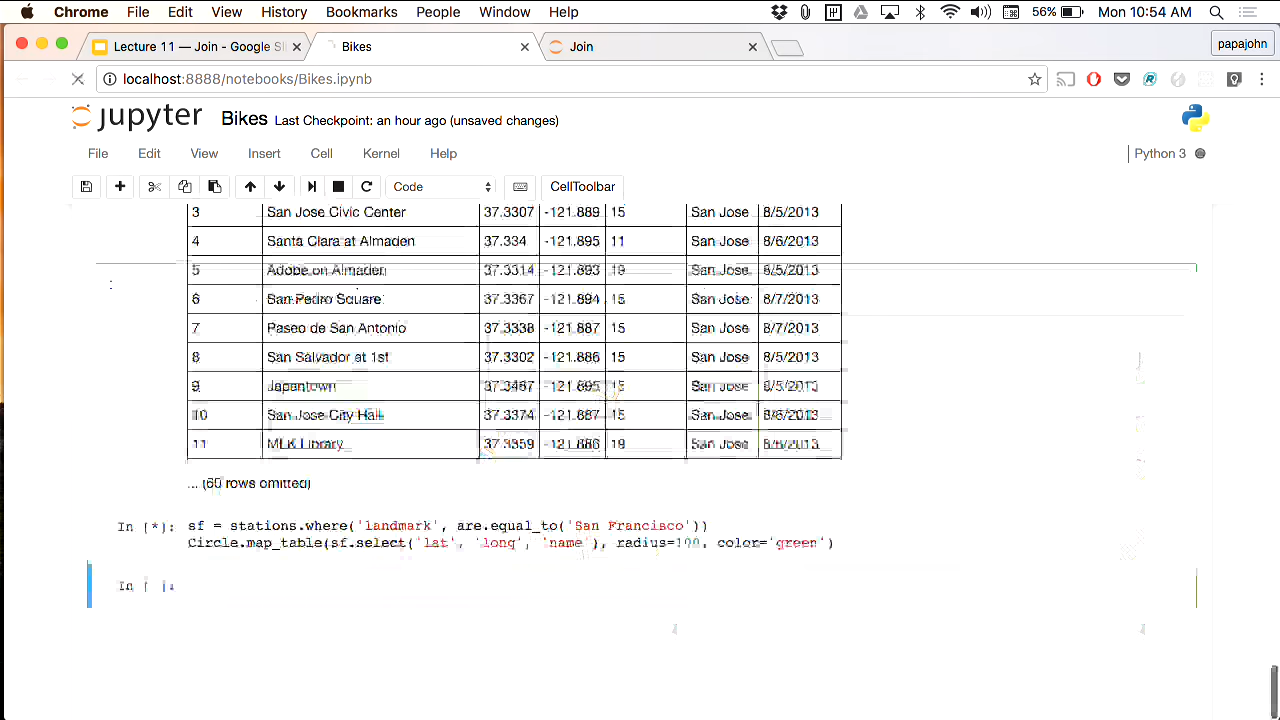 Chrome File Edit View History Bookmarks People Window Help 56% Mon 10:54 AM
Lecture 11 — Join - Google Sl Bikes Join papajohn
localhost:8888/notebooks/Bikes.ipynb
jupyter Bikes Last Checkpoint: an hour ago (unsaved changes)
File Edit View Insert Cell Kernel Help Python 3
Code CellToolbar
3 San Jose Civic Center 37.3307 -121.889 15 San Jose 8/5/2013
4 Santa Clara at Almaden 37.334 -121.895 11 San Jose 8/6/2013
5 Adobe on Almaden 37.3314 -121.893 19 San Jose 8/5/2013
6 San Pedro Square 37.3367 -121.894 15 San Jose 8/7/2013
7 Paseo de San Antonio 37.3338 -121.887 15 San Jose 8/7/2013
8 San Salvador at 1st 37.3302 -121.886 15 San Jose 8/5/2013
9 Japantown 37.3487 -121.895 15 San Jose 8/5/2013
10 San Jose City Hall 37.3374 -121.887 15 San Jose 8/6/2013
11 MLK Library 37.3359 -121.886 19 San Jose
... (60 rows omitted)
In [*]: sf = stations.where('landmark', are.equal_to('San Francisco'))
Circle.map_table(sf.select('lat', 'long', 'name'), radius=100, color='green')
In [ ]: